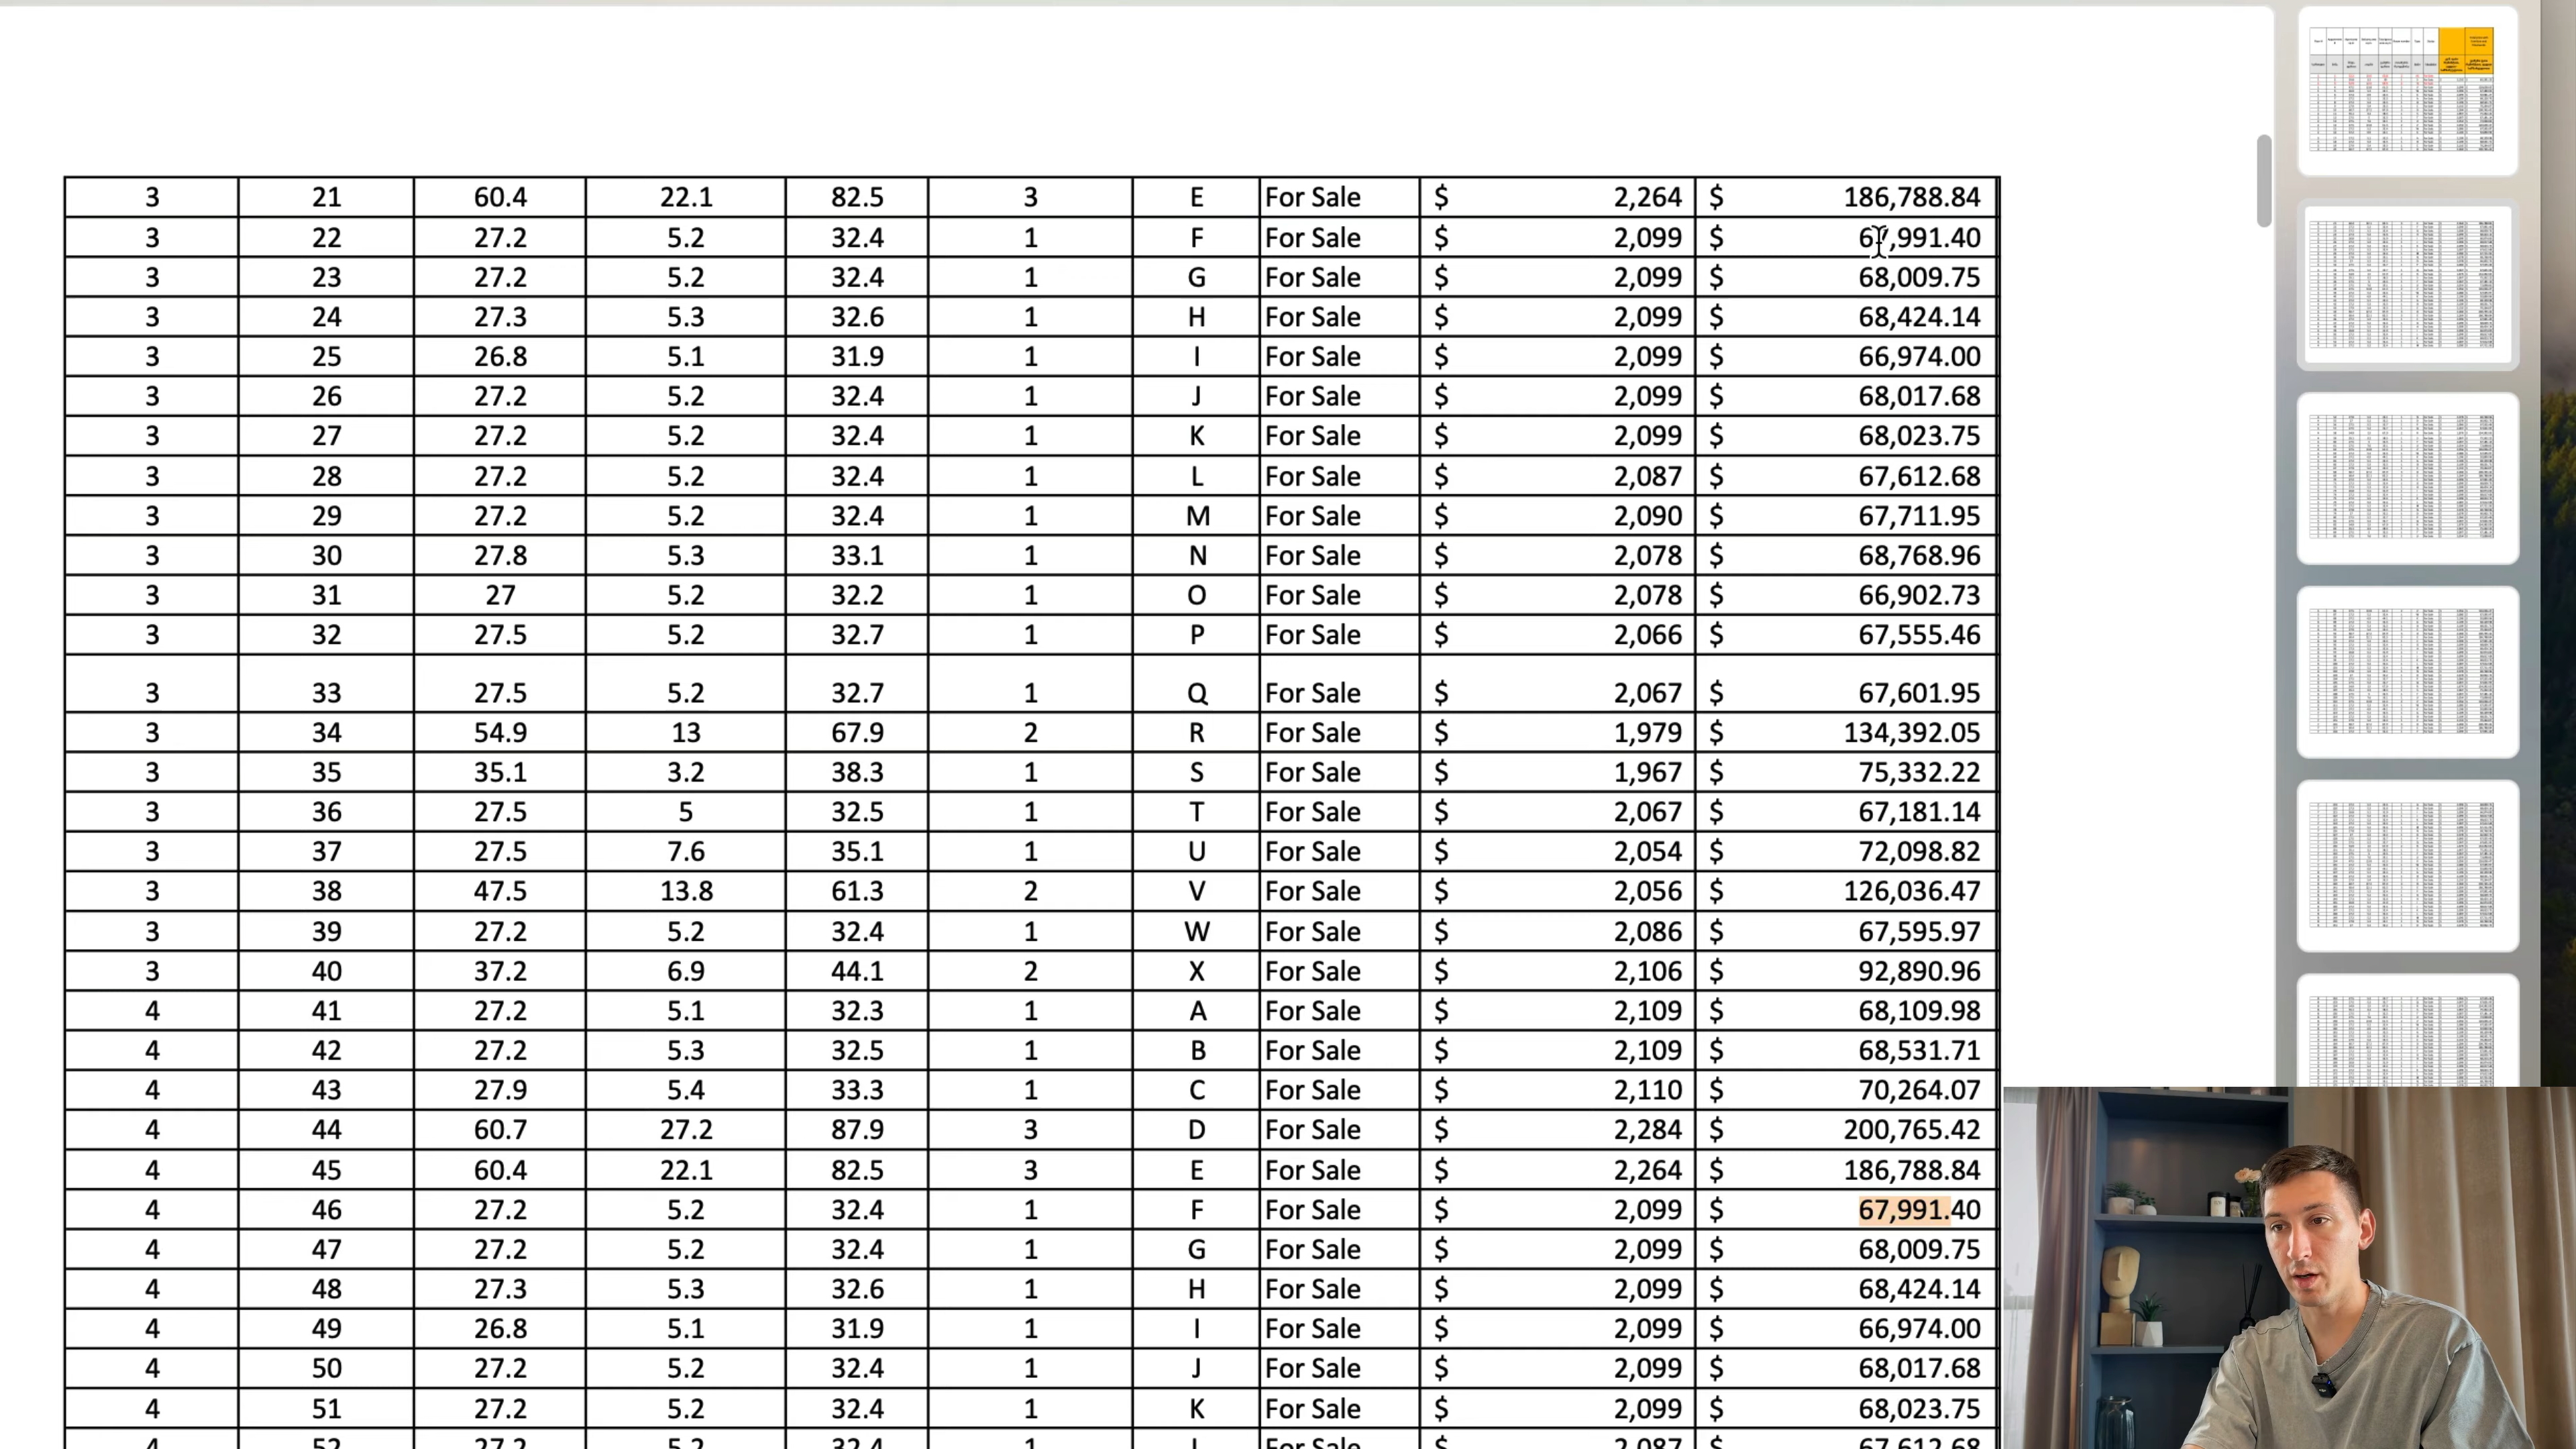 3 21 60.4 22.1 82.5 3 E For Sale $ 2,264 $ 186,788.84
3 22 27.2 5.2 32.4 1 F For Sale $ 2,099 $ 67,991.40
3 23 27.2 5.2 32.4 1 G For Sale $ 2,099 $ 68,009.75
3 24 27.3 5.3 32.6 1 H For Sale $ 2,099 $ 68,424.14
3 25 26.8 5.1 31.9 1 I For Sale $ 2,099 $ 66,974.00
3 26 27.2 5.2 32.4 1 J For Sale $ 2,099 $ 68,017.68
3 27 27.2 5.2 32.4 1 K For Sale $ 2,099 $ 68,023.75
3 28 27.2 5.2 32.4 1 L For Sale $ 2,087 $ 67,612.68
3 29 27.2 5.2 32.4 1 M For Sale $ 2,090 $ 67,711.95
3 30 27.8 5.3 33.1 1 N For Sale $ 2,078 $ 68,768.96
3 31 27 5.2 32.2 1 O For Sale $ 2,078 $ 66,902.73
3 32 27.5 5.2 32.7 1 P For Sale $ 2,066 $ 67,555.46
3 33 27.5 5.2 32.7 1 Q For Sale $ 2,067 $ 67,601.95
3 34 54.9 13 67.9 2 R For Sale $ 1,979 $ 134,392.05
3 35 35.1 3.2 38.3 1 S For Sale $ 1,967 $ 75,332.22
3 36 27.5 5 32.5 1 T For Sale $ 2,067 $ 67,181.14
3 37 27.5 7.6 35.1 1 U For Sale $ 2,054 $ 72,098.82
3 38 47.5 13.8 61.3 2 V For Sale $ 2,056 $ 126,036.47
3 39 27.2 5.2 32.4 1 W For Sale $ 2,086 $ 67,595.97
3 40 37.2 6.9 44.1 2 X For Sale $ 2,106 $ 92,890.96
4 41 27.2 5.1 32.3 1 A For Sale $ 2,109 $ 68,109.98
4 42 27.2 5.3 32.5 1 B For Sale $ 2,109 $ 68,531.71
4 43 27.9 5.4 33.3 1 C For Sale $ 2,110 $ 70,264.07
4 44 60.7 27.2 87.9 3 D For Sale $ 2,284 $ 200,765.42
4 45 60.4 22.1 82.5 3 E For Sale $ 2,264 $ 186,788.84
4 46 27.2 5.2 32.4 1 F For Sale $ 2,099 $ 67,991.40
4 47 27.2 5.2 32.4 1 G For Sale $ 2,099 $ 68,009.75
4 48 27.3 5.3 32.6 1 H For Sale $ 2,099 $ 68,424.14
4 49 26.8 5.1 31.9 1 I For Sale $ 2,099 $ 66,974.00
4 50 27.2 5.2 32.4 1 J For Sale $ 2,099 $ 68,017.68
4 51 27.2 5.2 32.4 1 K For Sale $ 2,099 $ 68,023.75
4 52 27.2 5.2 32.4 1 L For Sale $ 2,087 67,612.68